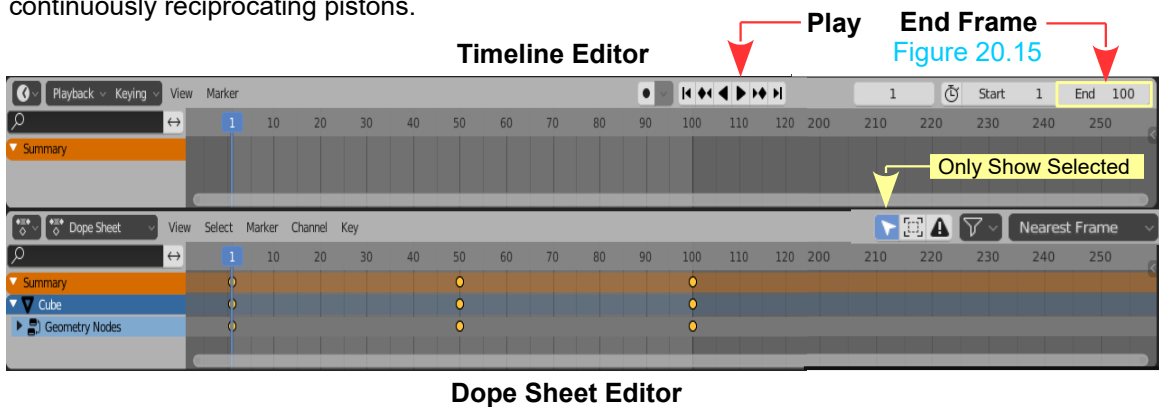 continuously reciprocating pistons.
Play End Frame
Timeline Editor Figure 20.15
Playback Keying View Marker 1 Start 1 End 100
1 10 20 30 40 50 60 70 80 90 100 110 120 200 210 220 230 240 250
Summary
Only Show Selected
Dope Sheet View Select Marker Channel Key Nearest Frame
1 10 20 30 40 50 60 70 80 90 100 110 120 200 210 220 230 240 250
Summary
Cube
Geometry Nodes
Dope Sheet Editor